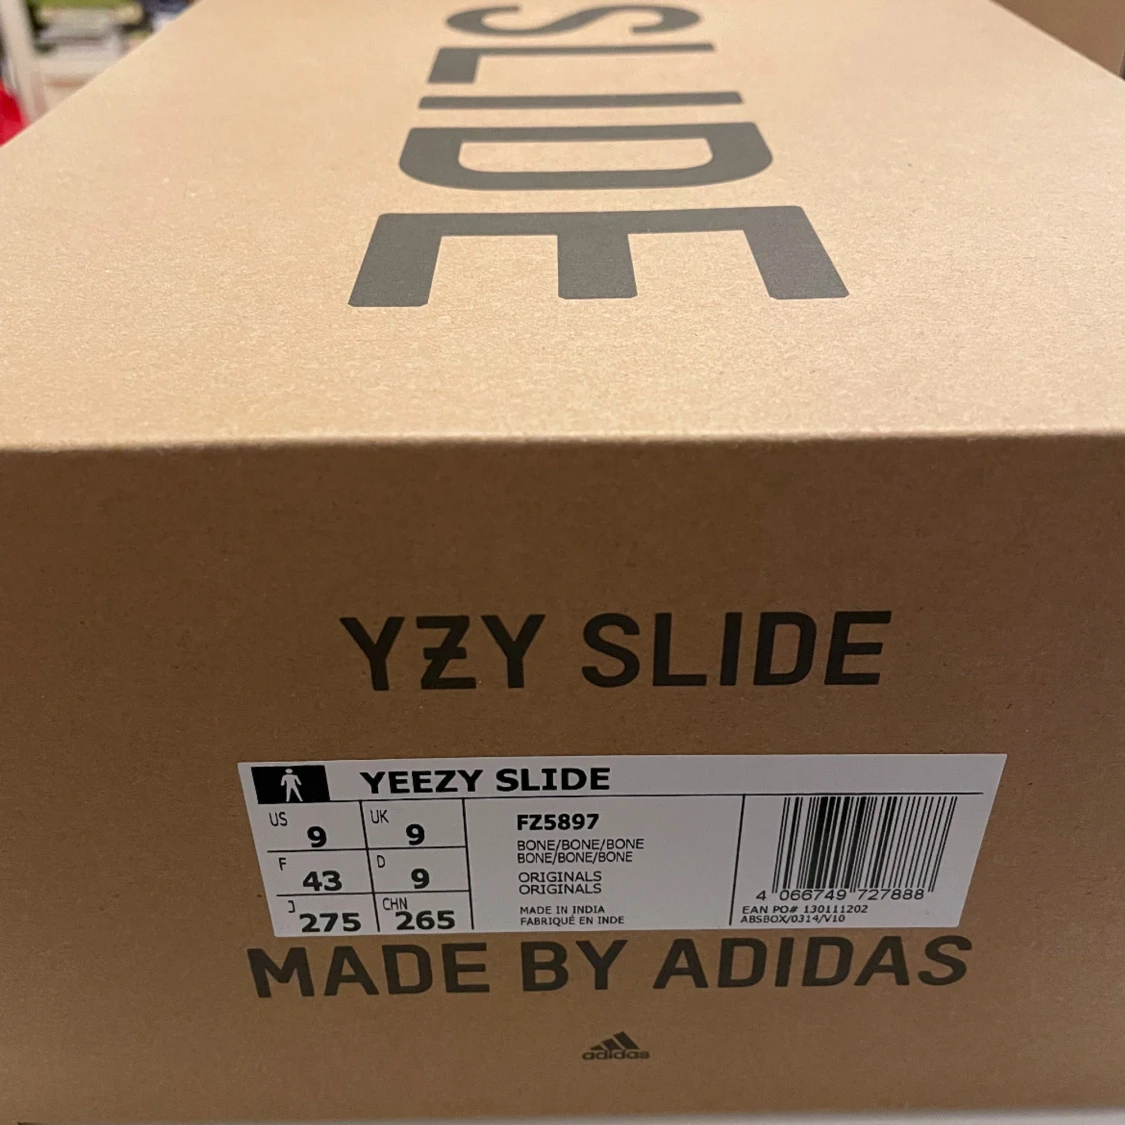 SLIDE
YZY SLIDE
YEEZY SLIDE
US 9 UK 9
F 43 D 9
J 275 CHN 265
FZ5897
BONE/BONE/BONE
BONE/BONE/BONE
ORIGINALS
ORIGINALS
MADE IN INDIA
FABRIQUÉ EN INDE
4 066749 727888
EAN PO# 130111202
ABSBOX/0314/V10
MADE BY ADIDAS
adidas